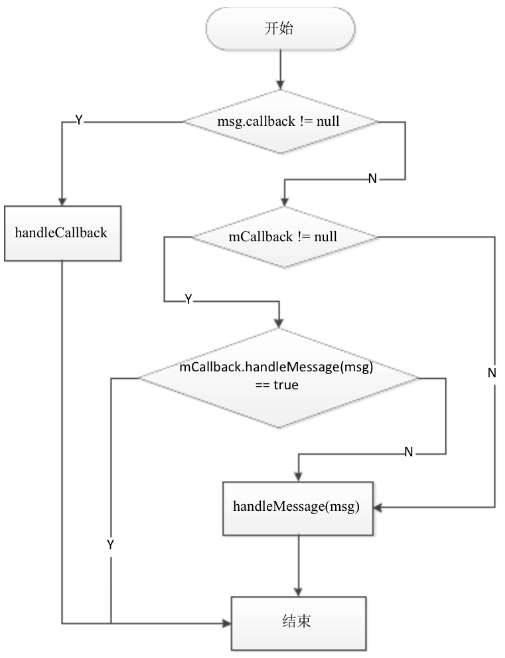 开始
msg.callback != null
Y
N
handleCallback
mCallback != null
Y
mCallback.handleMessage(msg)
== true
N
N
handleMessage(msg)
Y
结束